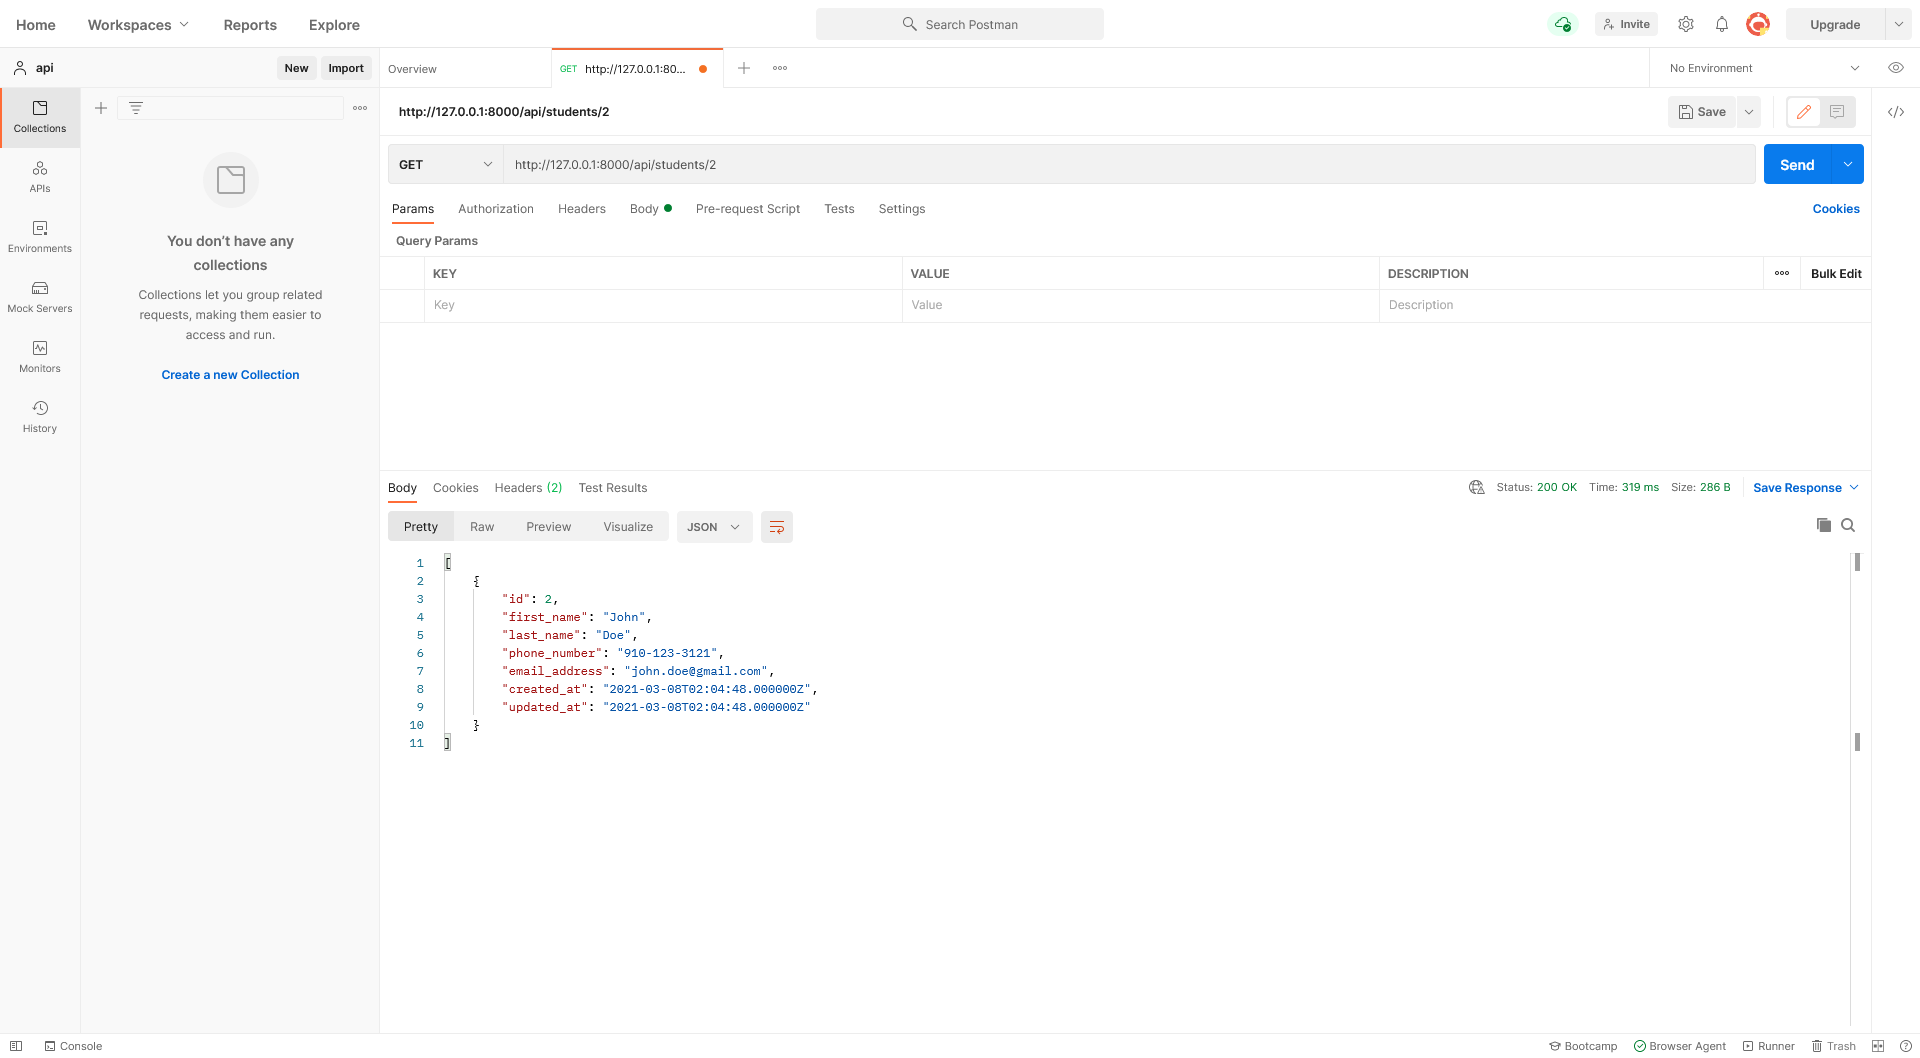 Home Workspaces Reports Explore Search Postman Invite Upgrade
api New Import Overview GET http://127.0.0.1:80... No Environment
Collections
APIs
Environments
Mock Servers
Monitors
History
You don't have any
collections
Collections let you group related
requests, making them easier to
access and run.
Create a new Collection
http://127.0.0.1:8000/api/students/2 Save
GET http://127.0.0.1:8000/api/students/2 Send
Params Authorization Headers Body Pre-request Script Tests Settings Cookies
Query Params
KEY VALUE DESCRIPTION Bulk Edit
Key Value Description
Body Cookies Headers (2) Test Results Status: 200 OK Time: 319 ms Size: 286 B Save Response
Pretty Raw Preview Visualize JSON
1 [
2 {
3 "id": 2,
4 "first_name": "John",
5 "last_name": "Doe",
6 "phone_number": "910-123-3121",
7 "email_address": "john.doe@gmail.com",
8 "created_at": "2021-03-08T02:04:48.000000Z",
9 "updated_at": "2021-03-08T02:04:48.000000Z"
10 }
11 ]
Console Bootcamp Browser Agent Runner Trash